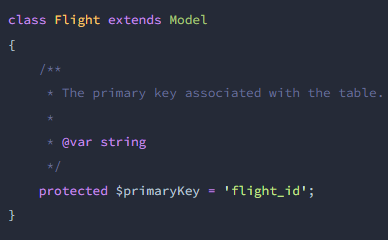 class Flight extends Model
{
    /**
     * The primary key associated with the table.
     *
     * @var string
     */
    protected $primaryKey = 'flight_id';
}